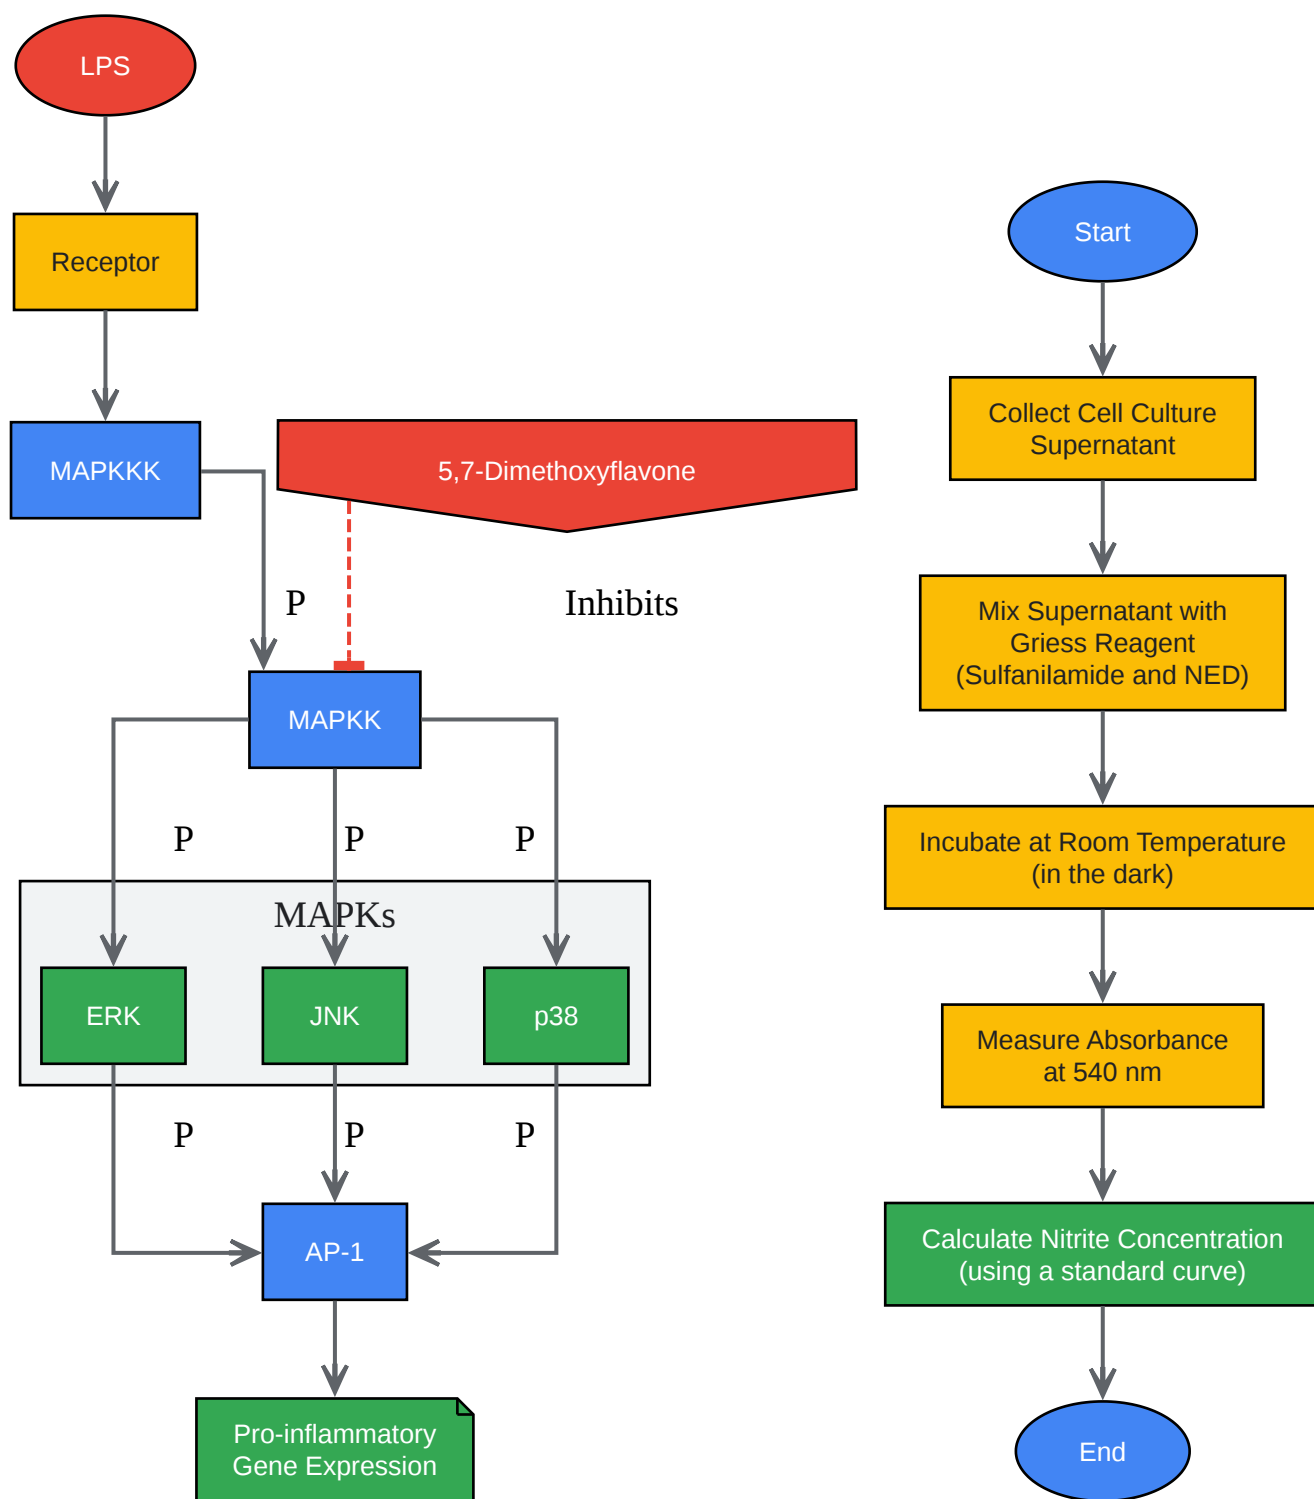 LPS
Receptor
MAPKKK
5,7-Dimethoxyflavone
P
Inhibits
MAPKK
P
P
P
MAPKs
ERK
JNK
p38
P
P
P
AP-1
Pro-inflammatory
Gene Expression
Start
Collect Cell Culture
Supernatant
Mix Supernatant with
Griess Reagent
(Sulfanilamide and NED)
Incubate at Room Temperature
(in the dark)
Measure Absorbance
at 540 nm
Calculate Nitrite Concentration
(using a standard curve)
End